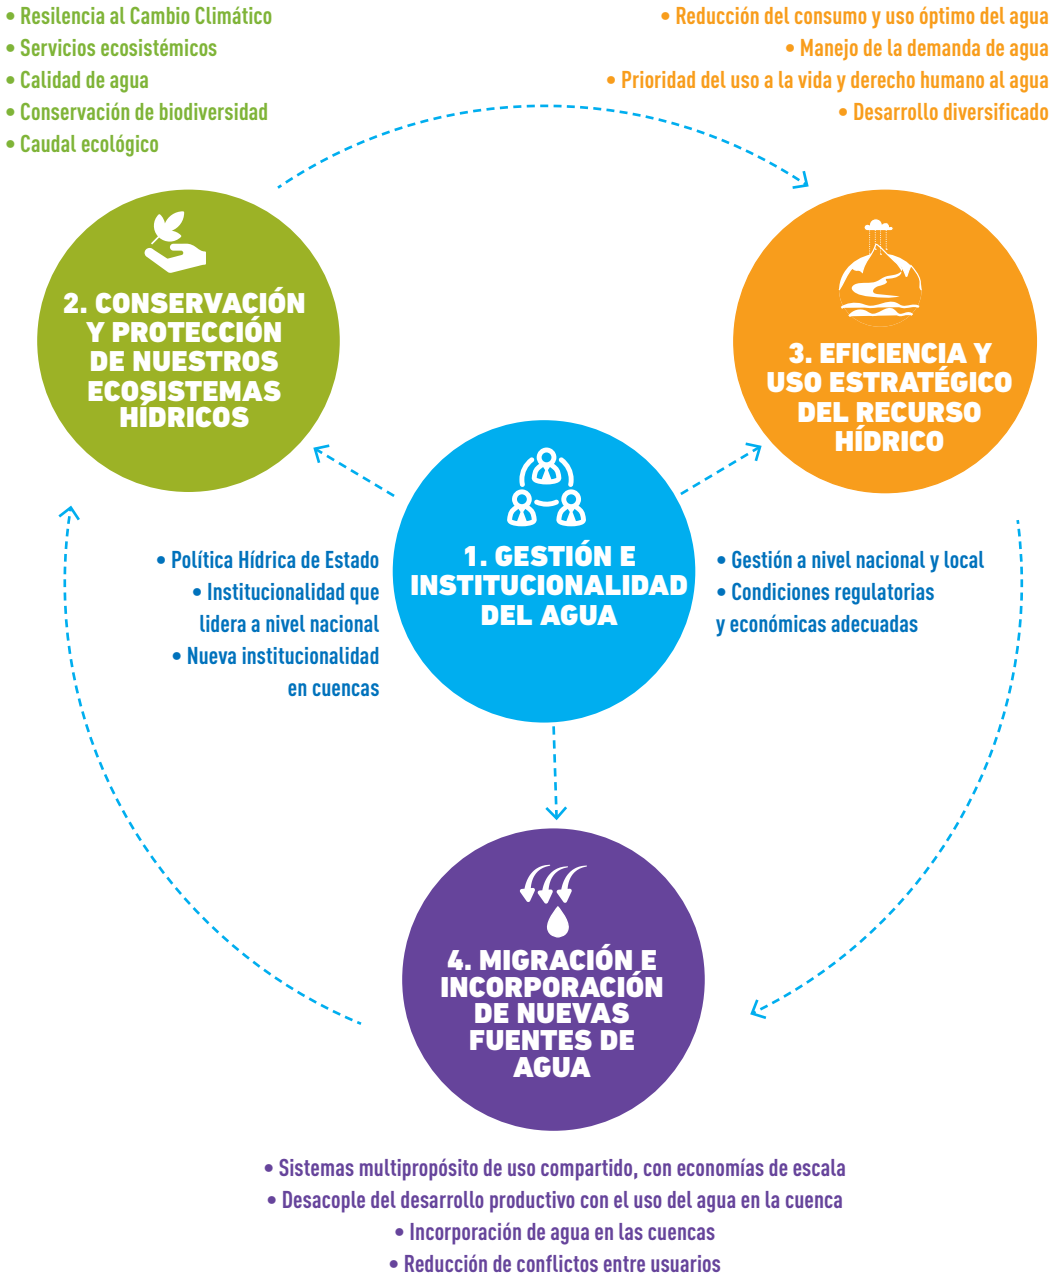 • Resilencia al Cambio Climático
• Servicios ecosistémicos
• Calidad de agua
• Conservación de biodiversidad
• Caudal ecológico
• Reducción del consumo y uso óptimo del agua
• Manejo de la demanda de agua
• Prioridad del uso a la vida y derecho humano al agua
• Desarrollo diversificado
2. CONSERVACIÓN
Y PROTECCIÓN
DE NUESTROS
ECOSISTEMAS
HÍDRICOS
3. EFICIENCIA Y
USO ESTRATÉGICO
DEL RECURSO
HÍDRICO
1. GESTIÓN E
INSTITUCIONALIDAD
DEL AGUA
• Política Hídrica de Estado
• Institucionalidad que
lidera a nivel nacional
• Nueva institucionalidad
en cuencas
• Gestión a nivel nacional y local
• Condiciones regulatorias
y económicas adecuadas
4. MIGRACIÓN E
INCORPORACIÓN
DE NUEVAS
FUENTES DE
AGUA
• Sistemas multipropósito de uso compartido, con economías de escala
• Desacople del desarrollo productivo con el uso del agua en la cuenca
• Incorporación de agua en las cuencas
• Reducción de conflictos entre usuarios